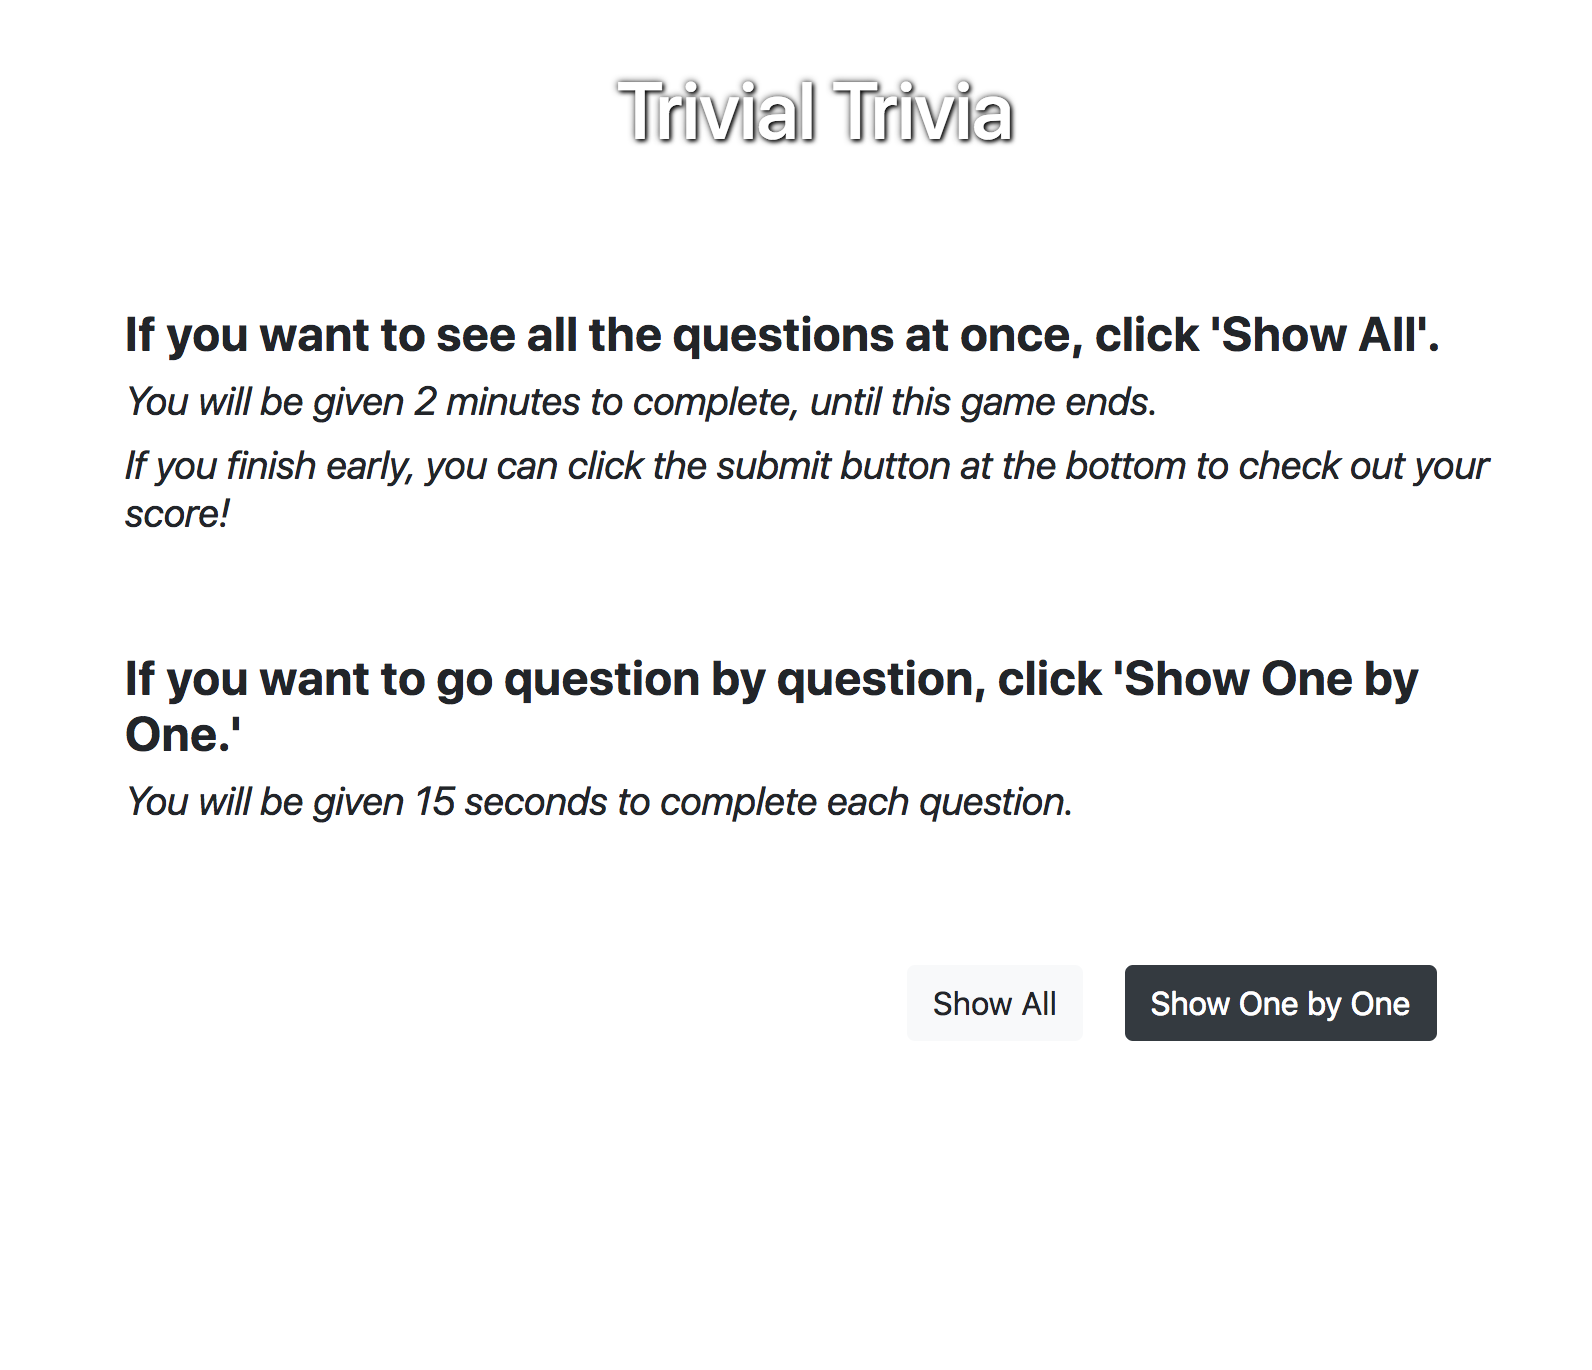 Trivial Trivia
If you want to see all the questions at once, click 'Show All'.
You will be given 2 minutes to complete, until this game ends.
If you finish early, you can click the submit button at the bottom to check out your
score!
If you want to go question by question, click 'Show One by
One.'
You will be given 15 seconds to complete each question.
Show All
Show One by One